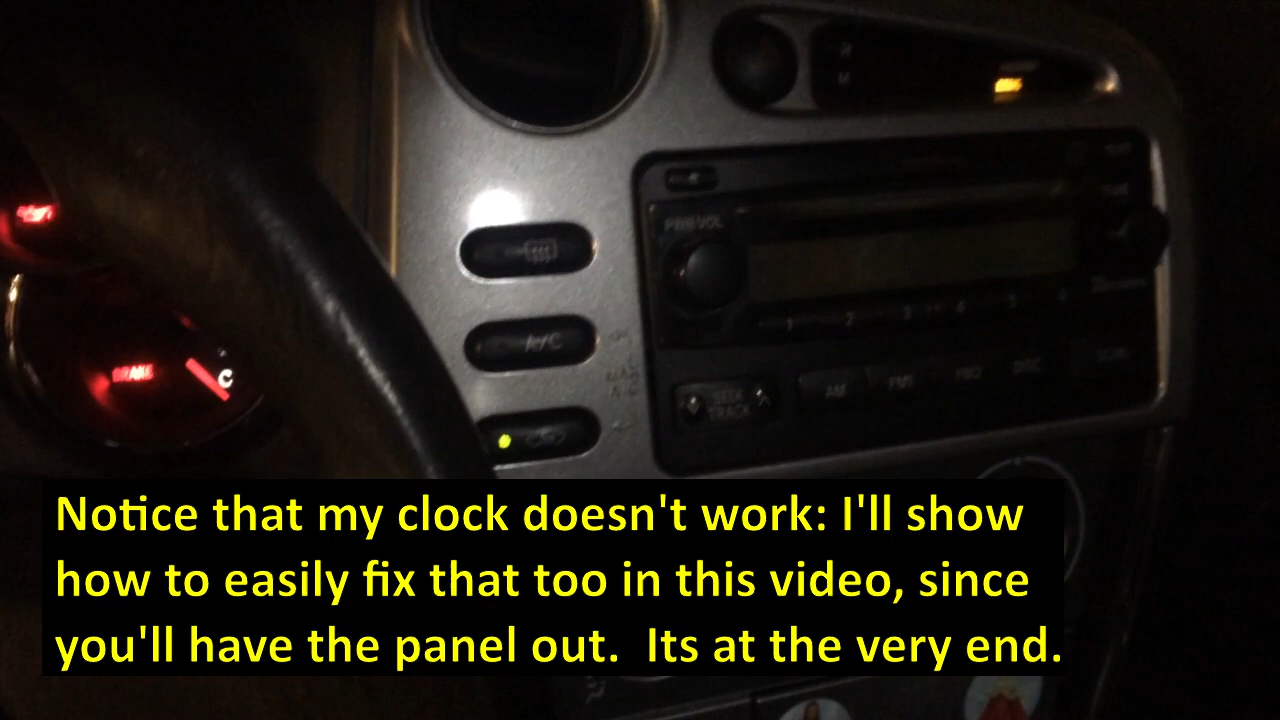 PWR VOL
A/C
1 2 3 4 5 6
SEEK
TRACK
AM FM1 FM2 DISC SCAN
BRAKE
C
Notice that my clock doesn't work: I'll show
how to easily fix that too in this video, since
you'll have the panel out. Its at the very end.